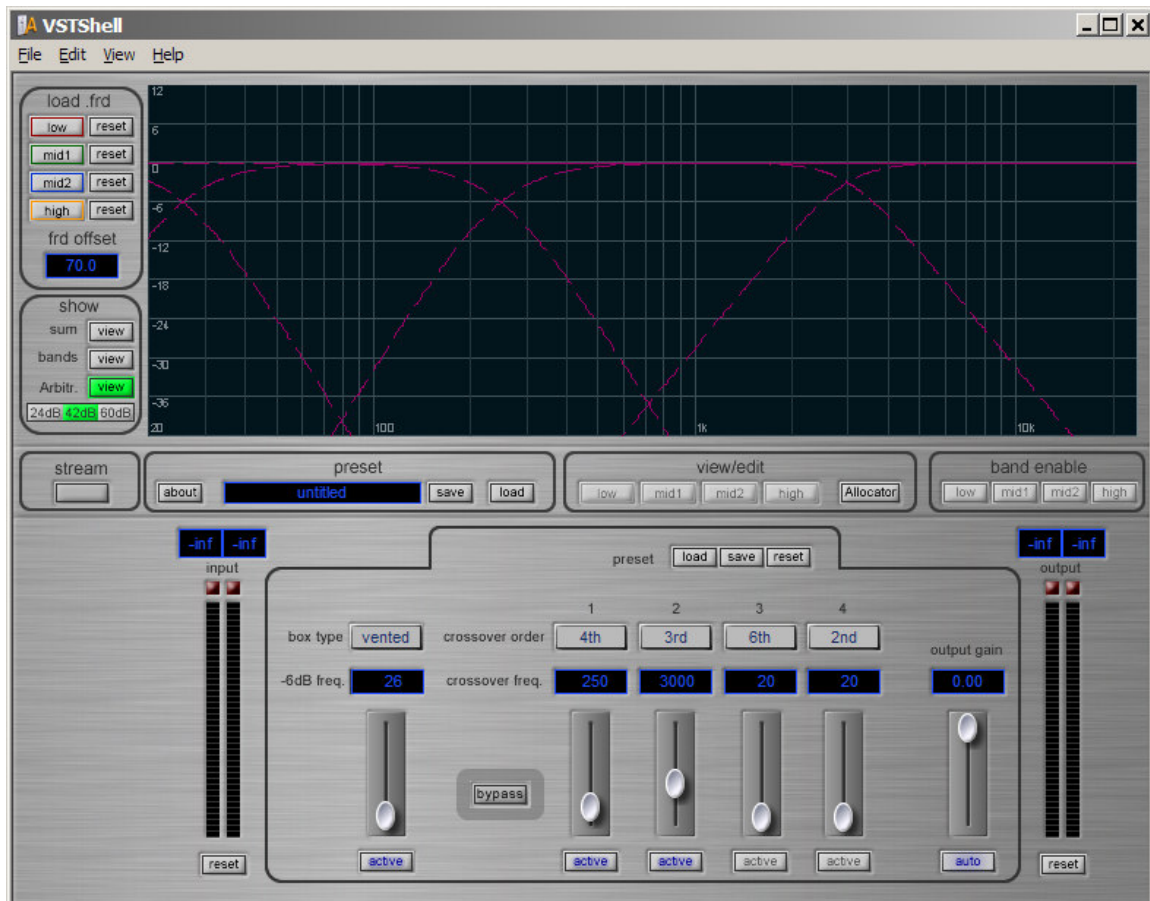 VSTShell
File Edit View Help
load .frd
low reset
mid1 reset
mid2 reset
high reset
frd offset
70.0
show
sum view
bands view
Arbitr. view
24dB 42dB 60dB
12
6
0
-6
-12
-18
-24
-30
-36
20 100 1k 10k
stream
preset
about untitled save load
view/edit
low mid1 mid2 high Allocator
band enable
low mid1 mid2 high
-inf -inf
input
reset
preset load save reset
1 2 3 4
box type vented crossover order 4th 3rd 6th 2nd
-6dB freq. 26 crossover freq. 250 3000 20 20
output gain
0.00
bypass
active active active active active auto
-inf -inf
output
reset